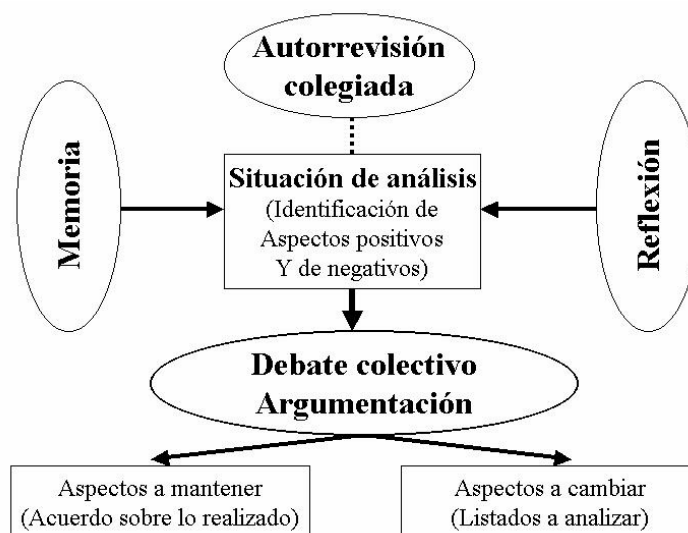 Autorrevisión
colegiada
Memoria
Situación de análisis
(Identificación de
Aspectos positivos
Y de negativos)
Reflexión
Debate colectivo
Argumentación
Aspectos a mantener
(Acuerdo sobre lo realizado)
Aspectos a cambiar
(Listados a analizar)